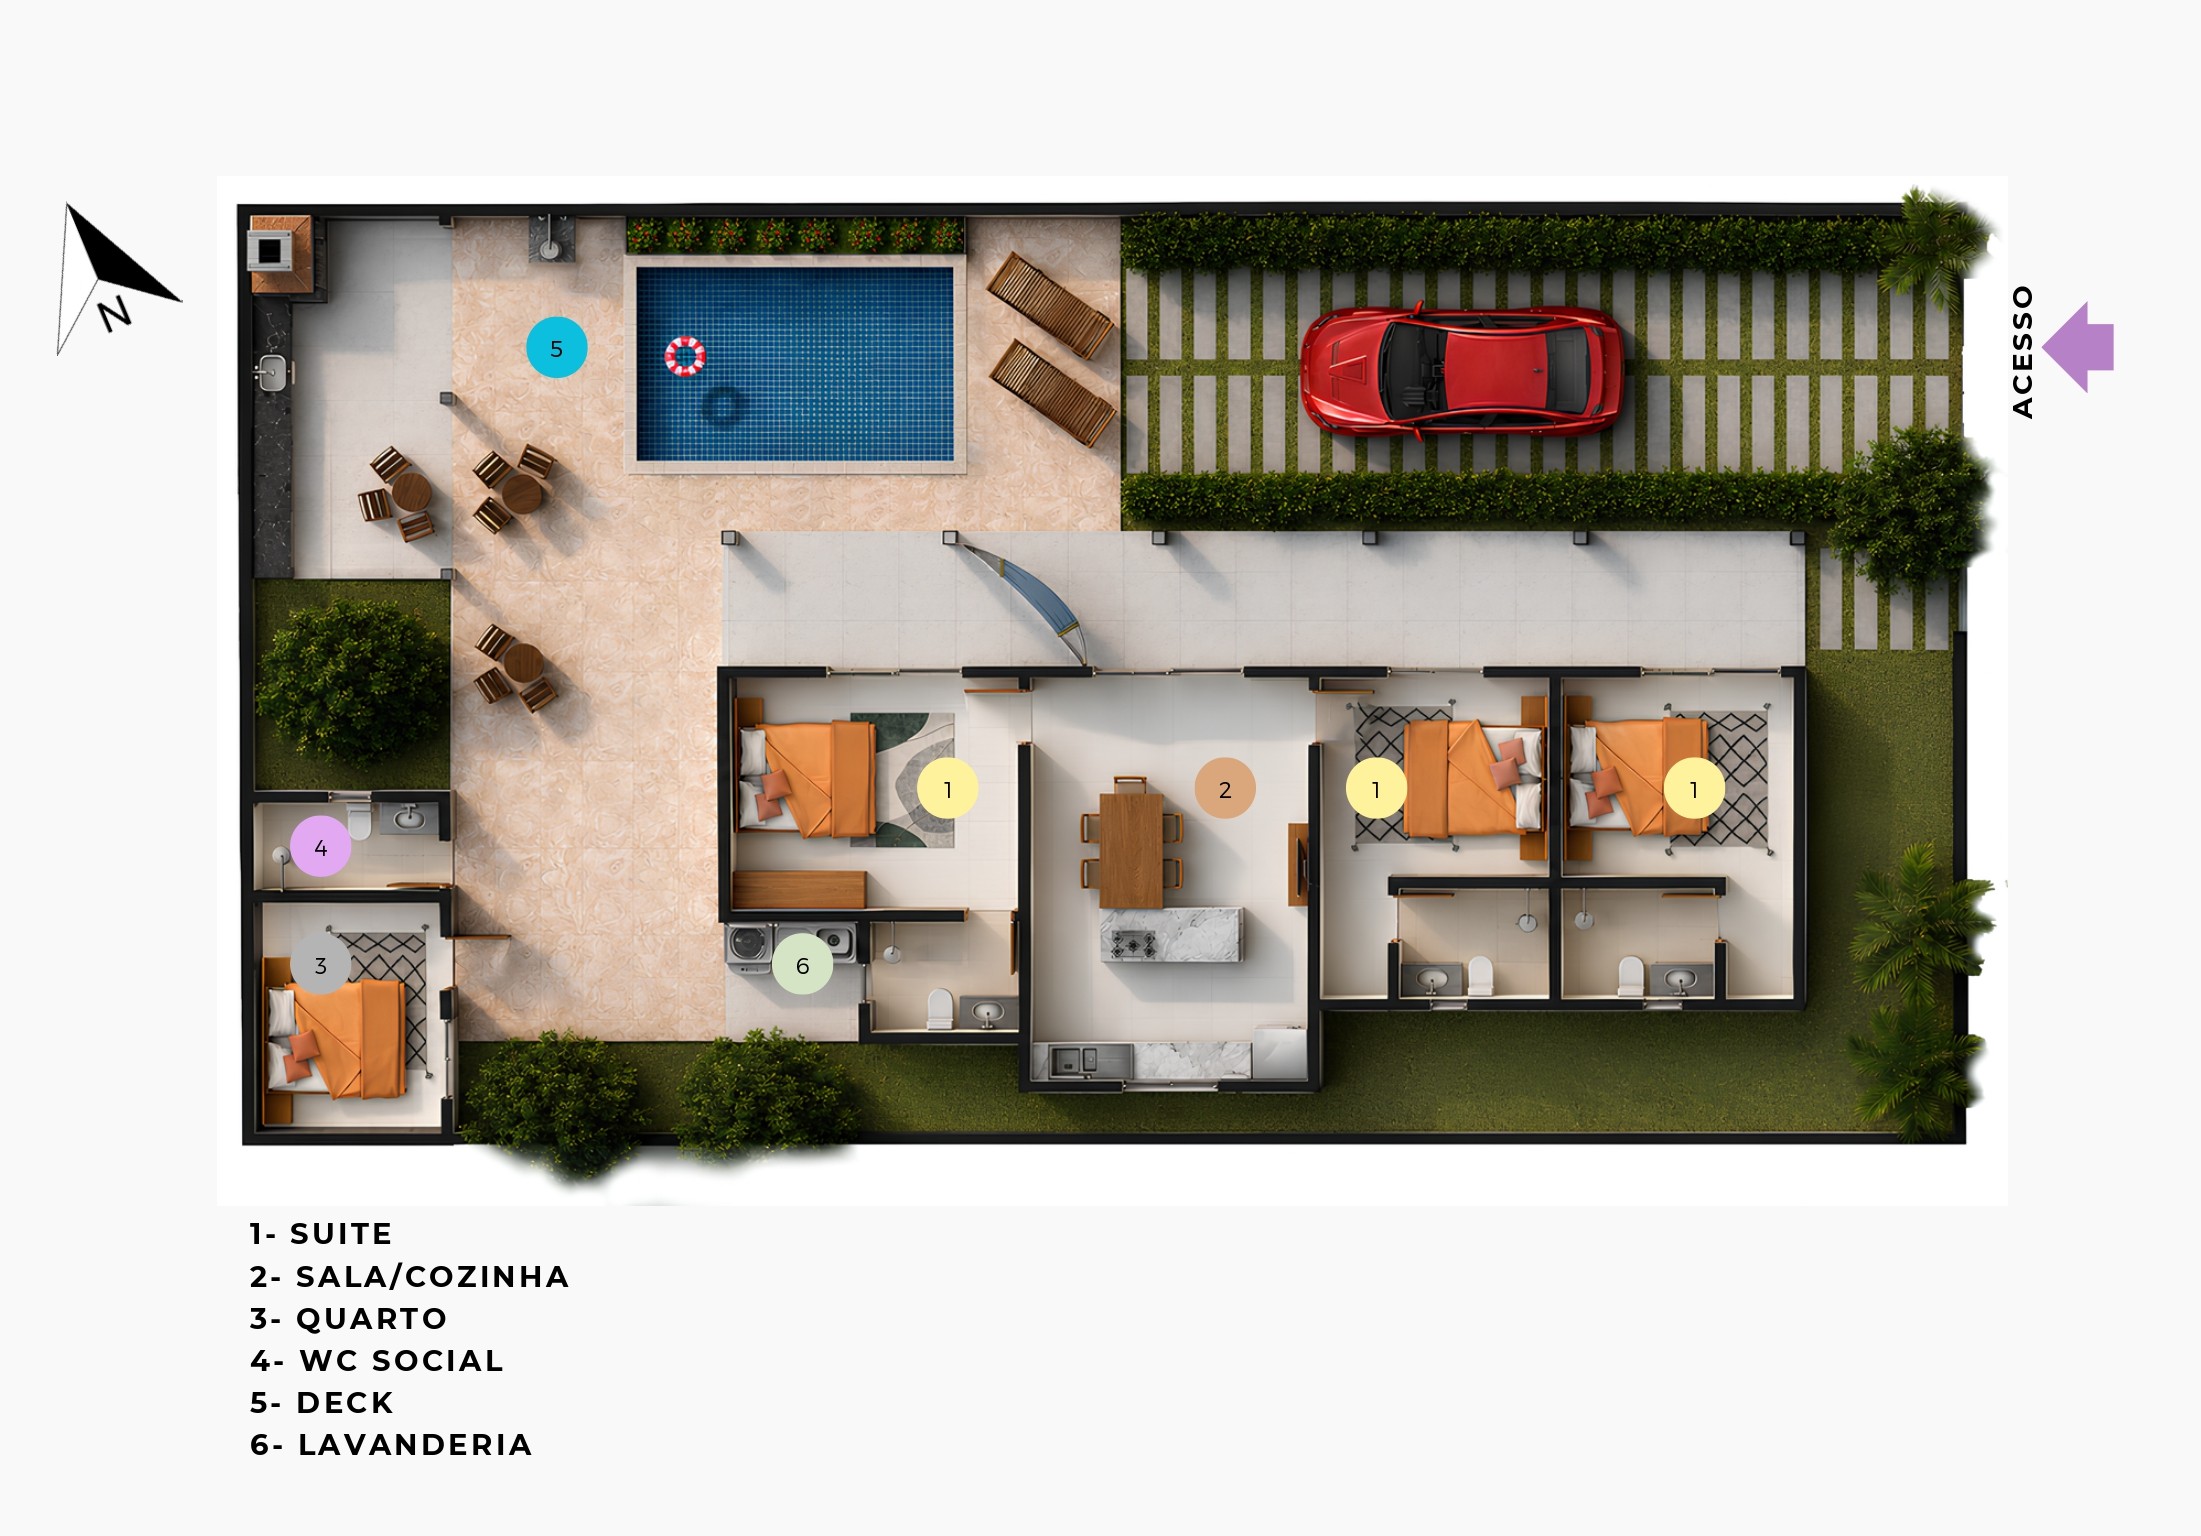 N
ACESSO
5
1
2
1
1
4
3
6
1- SUITE
2- SALA/COZINHA
3- QUARTO
4- WC SOCIAL
5- DECK
6- LAVANDERIA